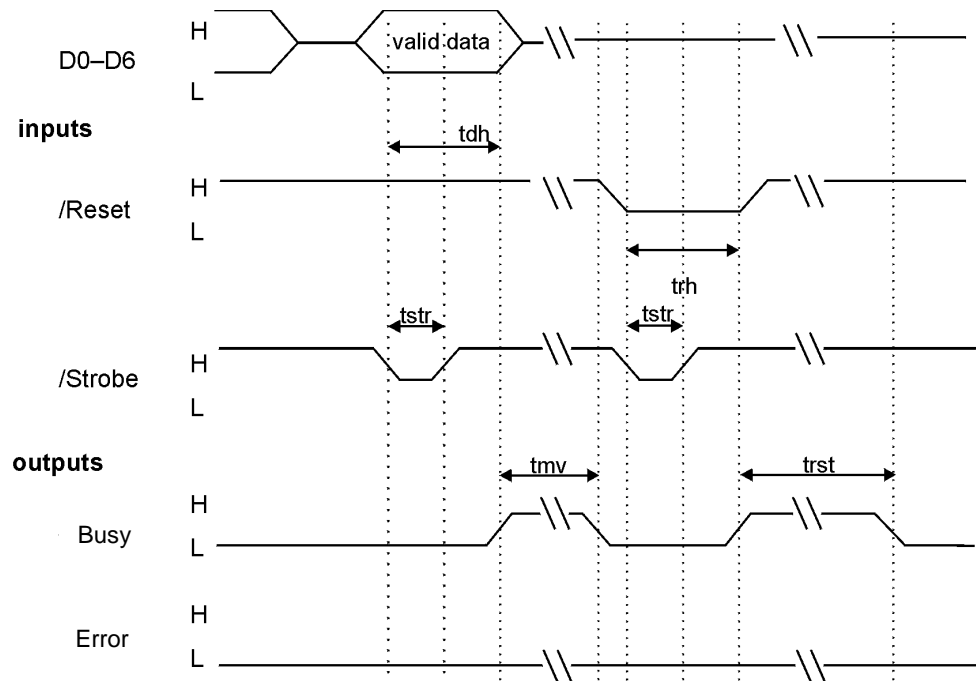 H
valid data
D0–D6
L
inputs
tdh
H
/Reset
L
trh
tstr
tstr
H
/Strobe
L
outputs
tmv
trst
H
Busy
L
H
Error
L